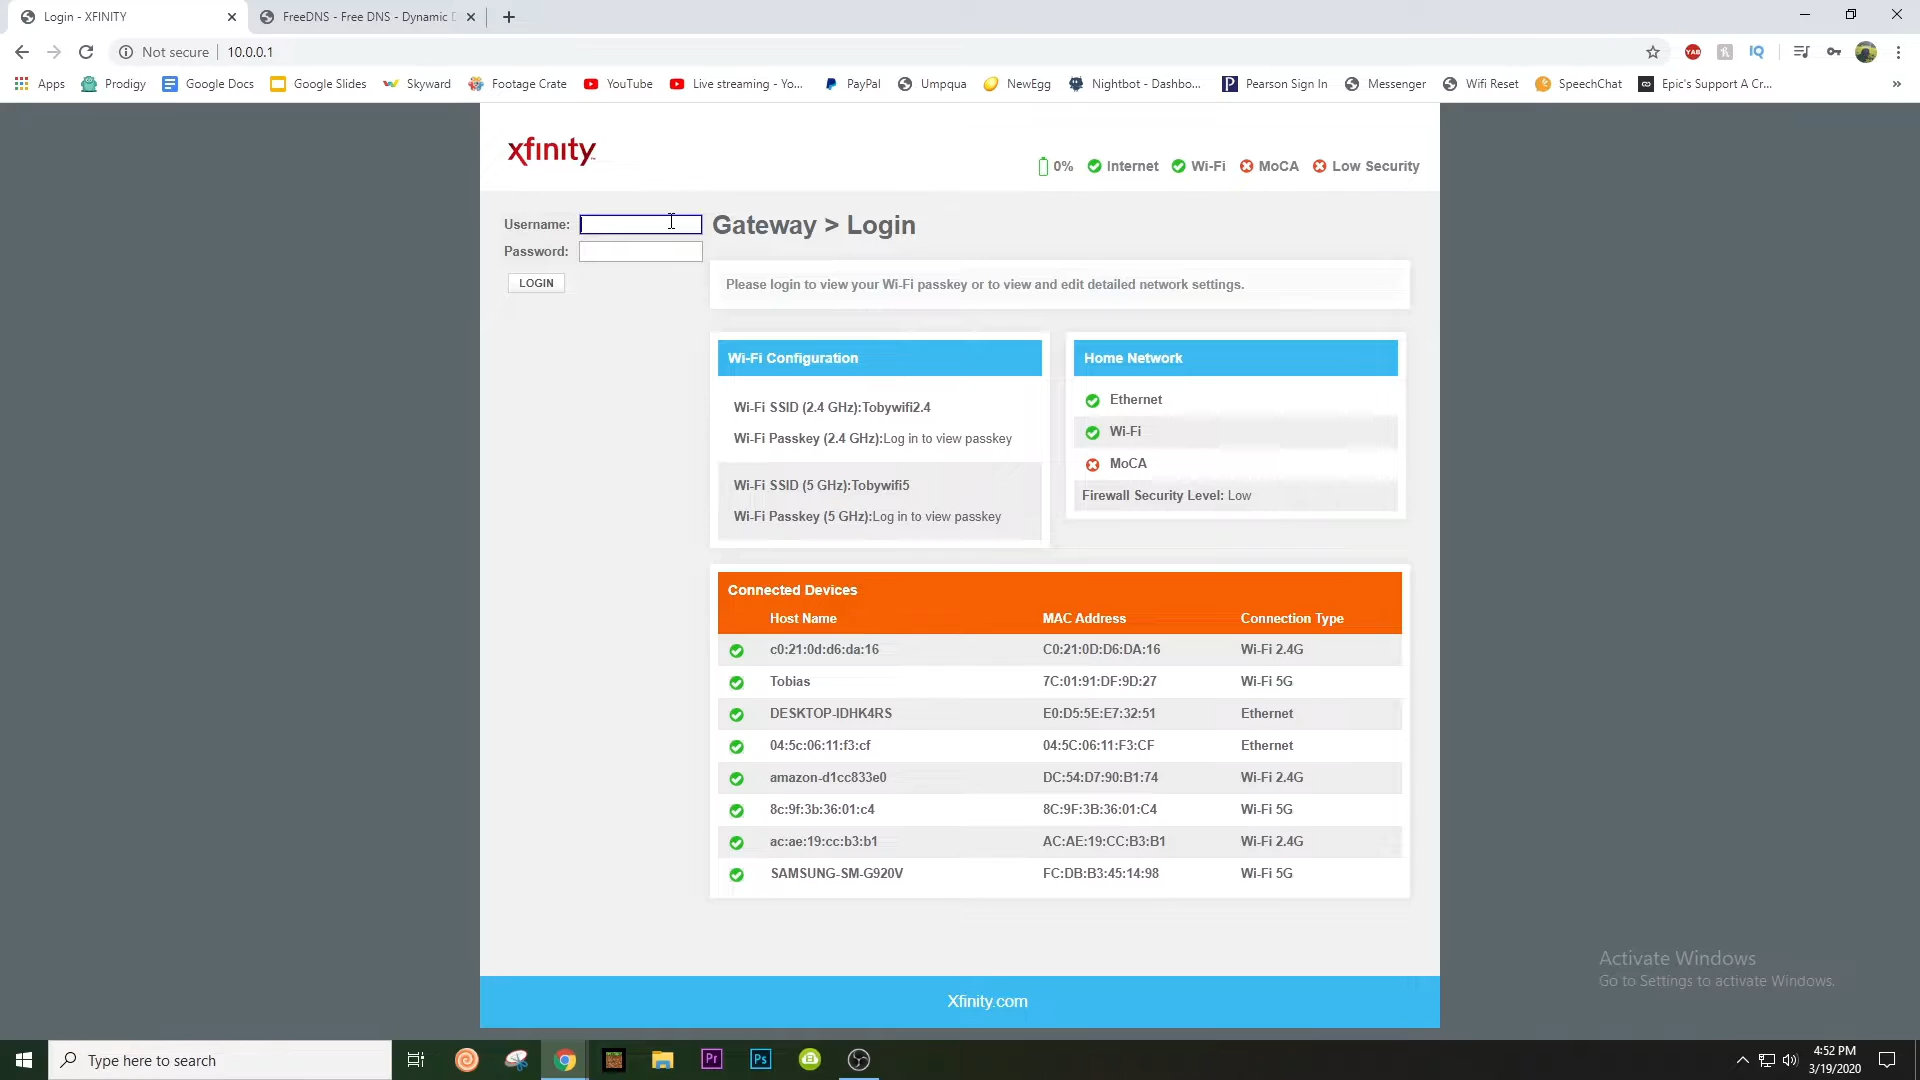 Login - XFINITY
FreeDNS - Free DNS - Dynamic D
Not secure
10.0.0.1
Apps
Prodigy
Google Docs
Google Slides
Skyward
Footage Crate
YouTube
Live streaming - Yo...
PayPal
Umpqua
NewEgg
Nightbot - Dashbo...
Pearson Sign In
Messenger
Wifi Reset
SpeechChat
Epic's Support A Cr...
xfinity
0%
Internet
Wi-Fi
MoCA
Low Security
Username:
Password:
LOGIN
Gateway > Login
Please login to view your Wi-Fi passkey or to view and edit detailed network settings.
Wi-Fi Configuration
Wi-Fi SSID (2.4 GHz):Tobywifi2.4
Wi-Fi Passkey (2.4 GHz):Log in to view passkey
Wi-Fi SSID (5 GHz):Tobywifi5
Wi-Fi Passkey (5 GHz):Log in to view passkey
Home Network
Ethernet
Wi-Fi
MoCA
Firewall Security Level: Low
Connected Devices
Host Name MAC Address Connection Type
c0:21:0d:d6:da:16 C0:21:0D:D6:DA:16 Wi-Fi 2.4G
Tobias 7C:01:91:DF:9D:27 Wi-Fi 5G
DESKTOP-IDHK4RS E0:D5:5E:E7:32:51 Ethernet
04:5c:06:11:f3:cf 04:5C:06:11:F3:CF Ethernet
amazon-d1cc833e0 DC:54:D7:90:B1:74 Wi-Fi 2.4G
8c:9f:3b:36:01:c4 8C:9F:3B:36:01:C4 Wi-Fi 5G
ac:ae:19:cc:b3:b1 AC:AE:19:CC:B3:B1 Wi-Fi 2.4G
SAMSUNG-SM-G920V FC:DB:B3:45:14:98 Wi-Fi 5G
Activate Windows
Go to Settings to activate Windows.
Xfinity.com
Type here to search
4:52 PM
3/19/2020